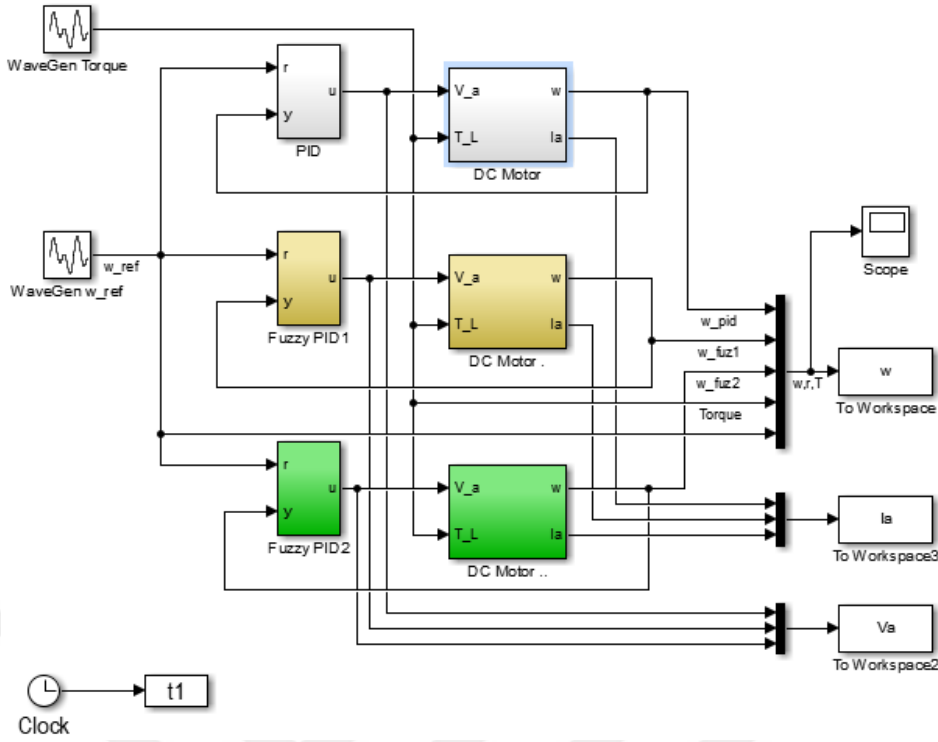 WaveGen Torque
r
u
y
PID
V_a
w
T_L
Ia
DC Motor
w_ref
WaveGen w_ref
r
u
y
Fuzzy PID1
V_a
w
T_L
Ia
DC Motor .
Scope
w_pid
w_fuz1
w_fuz2
Torque
w,r,T
w
To Workspace
r
u
y
Fuzzy PID2
V_a
w
T_L
Ia
DC Motor ..
Ia
To Workspace3
Va
To Workspace2
t1
Clock